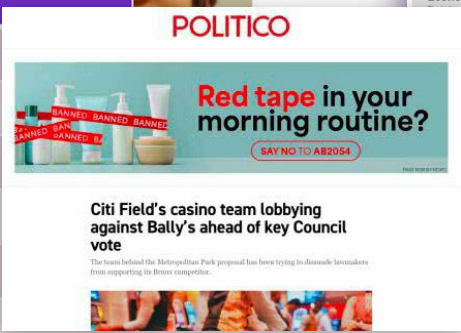 POLITICO
BANNED BANNED BANNED
BANNED BANNED
Red tape in your
morning routine?
SAY NO TO AB2054
Citi Field's casino team lobbying
against Bally's ahead of key Council
vote
The team behind the Metropolitan Park proposal has been trying to dissuade lawmakers
from supporting its Bronx competitor.